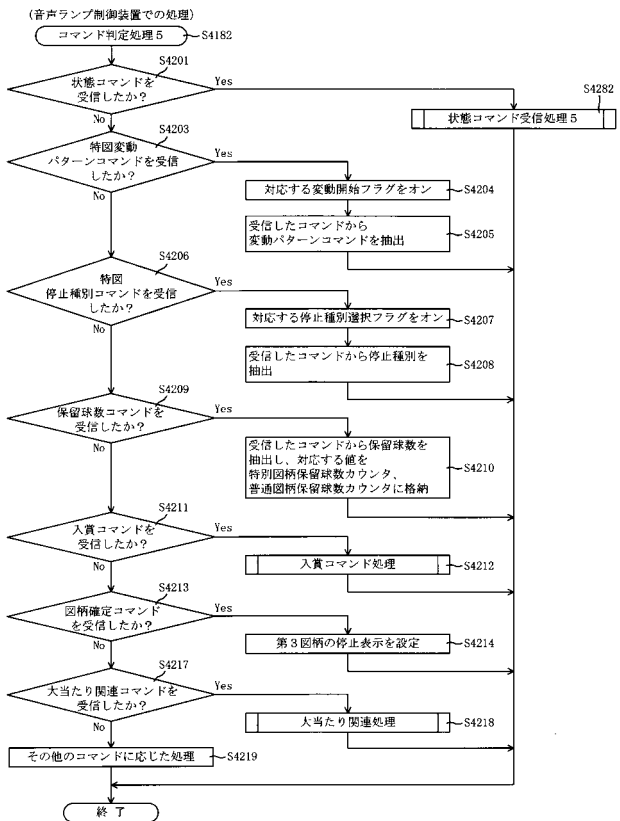 (音声ランプ制御装置での処理)
コマンド判定処理5
S4182
S4201
状態コマンドを
受信したか?
Yes
No
S4282
状態コマンド受信処理5
S4203
特図変動
パターンコマンドを受信
したか?
Yes
No
対応する変動開始フラグをオン
S4204
受信したコマンドから
変動パターンコマンドを抽出
S4205
S4206
特図
停止種別コマンドを受信
したか?
Yes
No
対応する停止種別選択フラグをオン
S4207
受信したコマンドから停止種別を
抽出
S4208
S4209
保留球数コマンドを
受信したか?
Yes
No
受信したコマンドから保留球数を
抽出し、対応する値を
特別図柄保留球数カウンタ、
普通図柄保留球数カウンタに格納
S4210
S4211
入賞コマンドを
受信したか?
Yes
No
入賞コマンド処理
S4212
S4213
図柄確定コマンド
を受信したか?
Yes
No
第3図柄の停止表示を設定
S4214
S4217
大当たり関連コマンドを
受信したか?
Yes
No
大当たり関連処理
S4218
その他のコマンドに応じた処理
S4219
終了